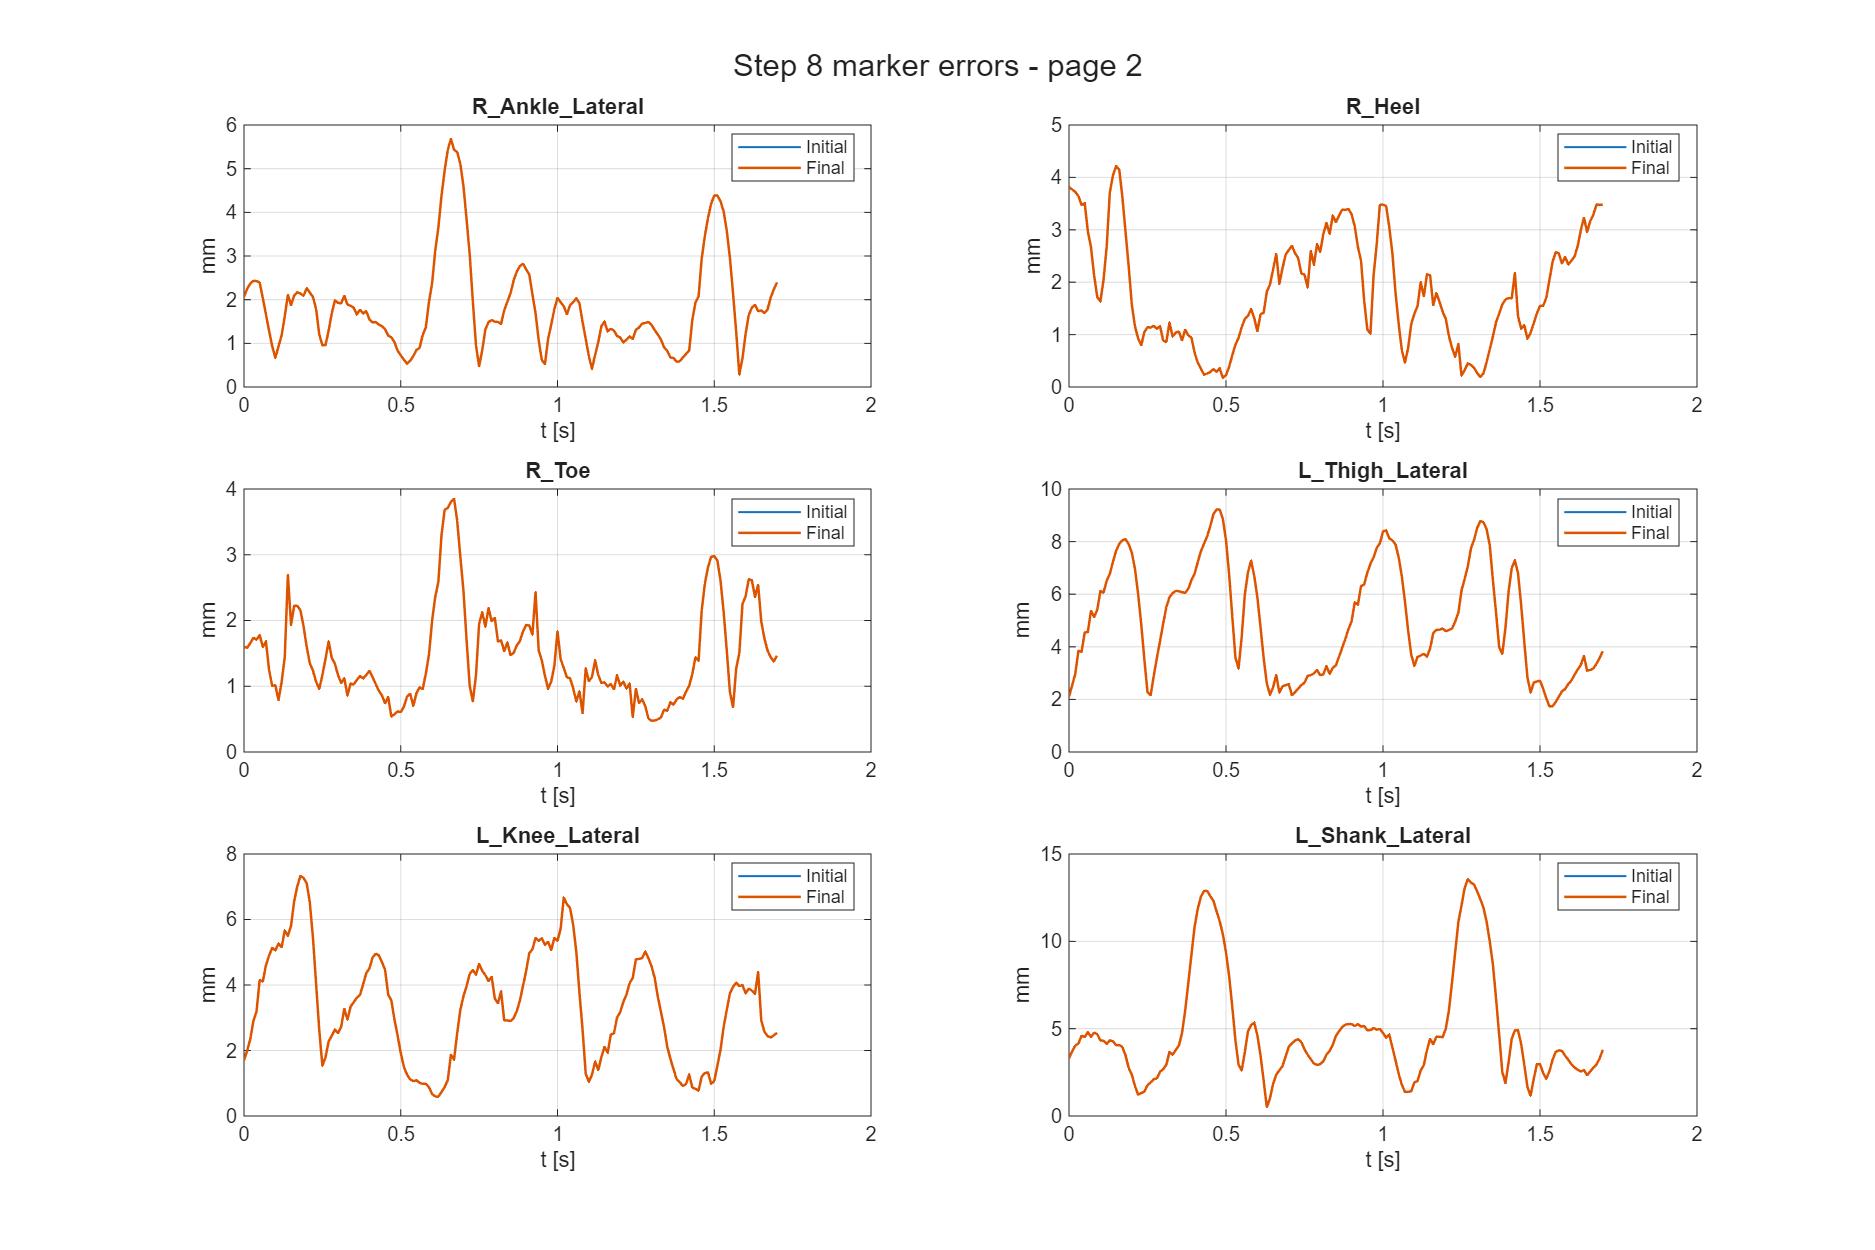 Step 8 marker errors - page 2
R_Ankle_Lateral
6
5
4
3
2
1
0
mm
0 0.5 1 1.5 2
t [s]
Initial
Final
R_Heel
5
4
3
2
1
0
mm
0 0.5 1 1.5 2
t [s]
Initial
Final
R_Toe
4
3
2
1
0
mm
0 0.5 1 1.5 2
t [s]
Initial
Final
L_Thigh_Lateral
10
8
6
4
2
0
mm
0 0.5 1 1.5 2
t [s]
Initial
Final
L_Knee_Lateral
8
6
4
2
0
mm
0 0.5 1 1.5 2
t [s]
Initial
Final
L_Shank_Lateral
15
10
5
0
mm
0 0.5 1 1.5 2
t [s]
Initial
Final